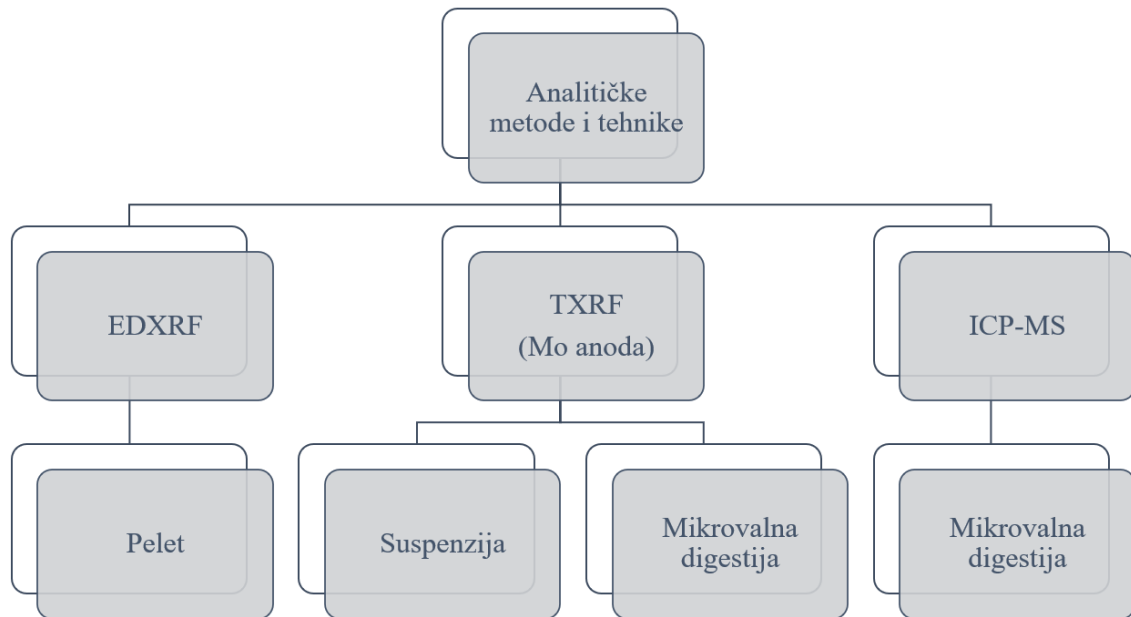 Analitičke
metode i tehnike
EDXRF
TXRF
(Mo anoda)
ICP-MS
Pelet
Suspenzija
Mikrovalna
digestija
Mikrovalna
digestija